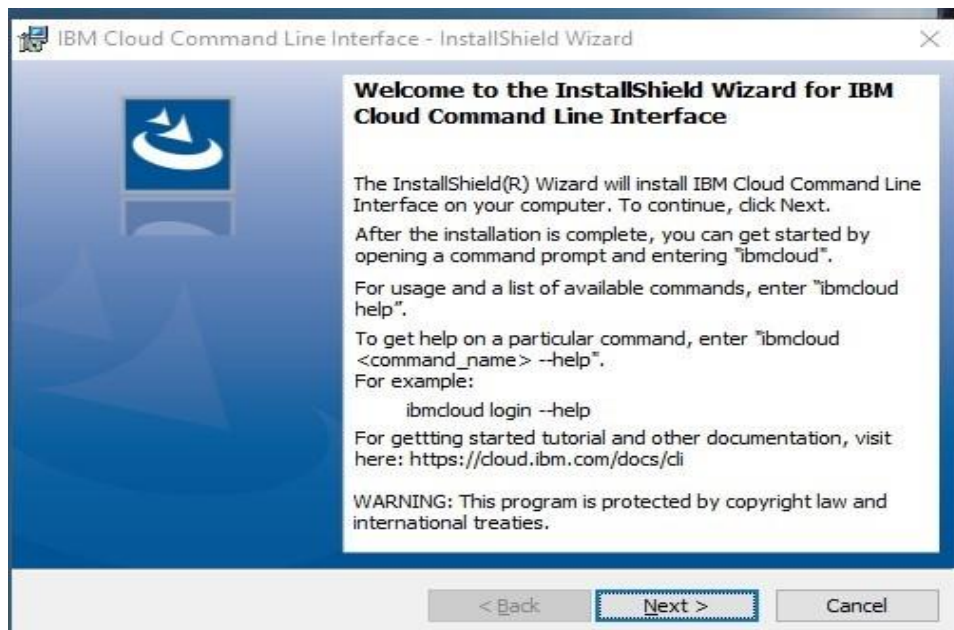 IBM Cloud Command Line Interface - InstallShield Wizard
Welcome to the InstallShield Wizard for IBM
Cloud Command Line Interface
The InstallShield(R) Wizard will install IBM Cloud Command Line
Interface on your computer. To continue, click Next.
After the installation is complete, you can get started by
opening a command prompt and entering "ibmcloud".
For usage and a list of available commands, enter "ibmcloud
help".
To get help on a particular command, enter "ibmcloud
<command_name> --help".
For example:
ibmcloud login --help
For gettting started tutorial and other documentation, visit
here: https://cloud.ibm.com/docs/cli
WARNING: This program is protected by copyright law and
international treaties.
< Back Next > Cancel